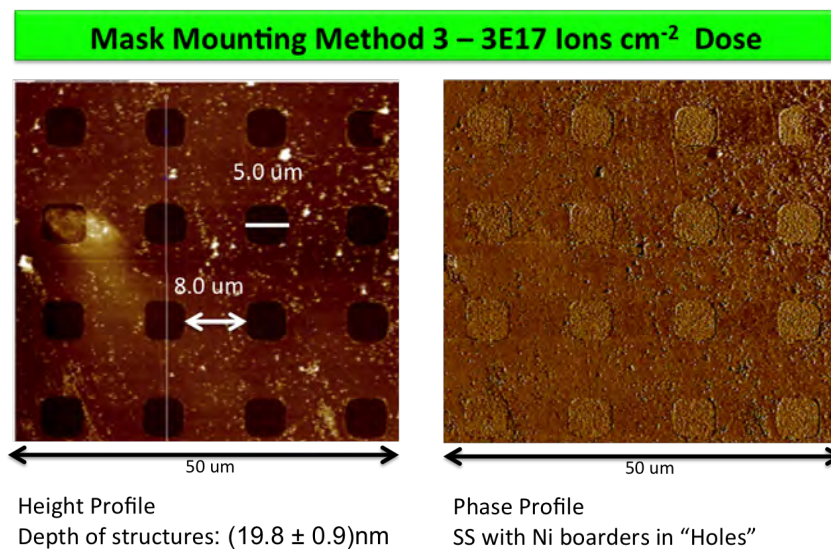 Mask Mounting Method 3 – 3E17 Ions cm⁻² Dose
5.0 um
8.0 um
50 um
50 um
Height Profile
Depth of structures: (19.8 ± 0.9)nm
Phase Profile
SS with Ni boarders in “Holes”